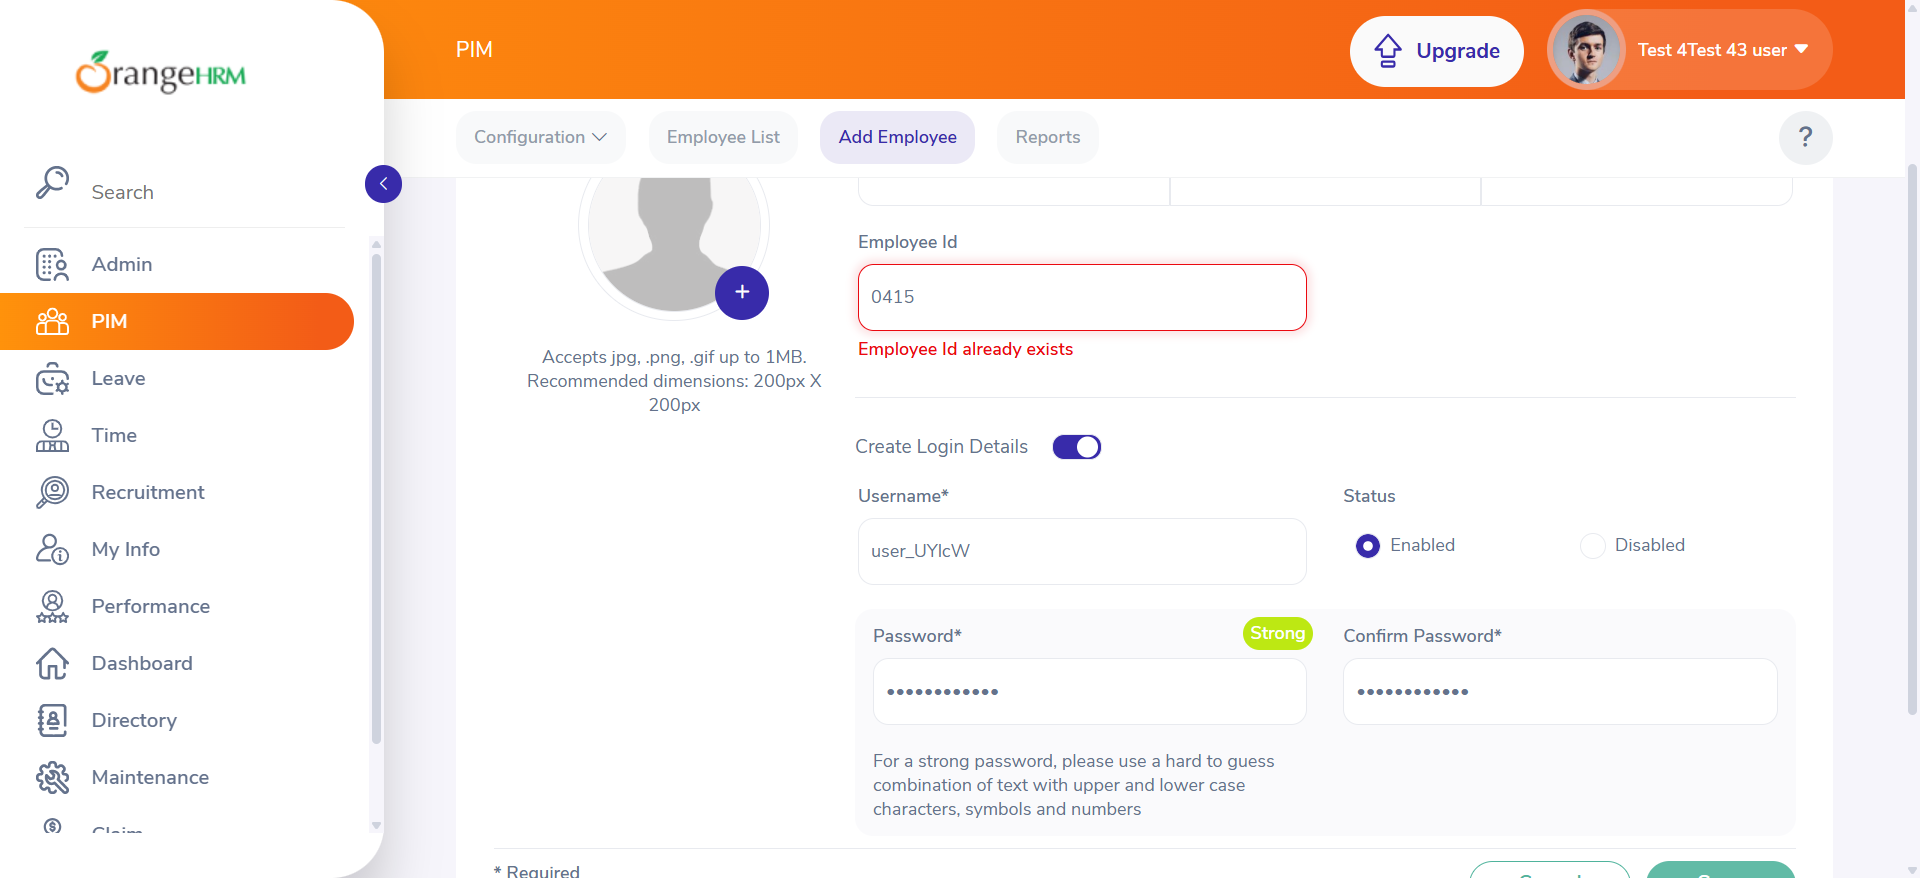 OrangeHRM
PIM
Upgrade
Test 4Test 43 user
Configuration
Employee List
Add Employee
Reports
?
Search
Admin
PIM
Leave
Time
Recruitment
My Info
Performance
Dashboard
Directory
Maintenance
Claim
Accepts jpg, .png, .gif up to 1MB.
Recommended dimensions: 200px X
200px
Employee Id
0415
Employee Id already exists
Create Login Details
Username*
user_UYIcW
Status
Enabled
Disabled
Password*
Strong
••••••••••••
Confirm Password*
••••••••••••
For a strong password, please use a hard to guess
combination of text with upper and lower case
characters, symbols and numbers
* Required